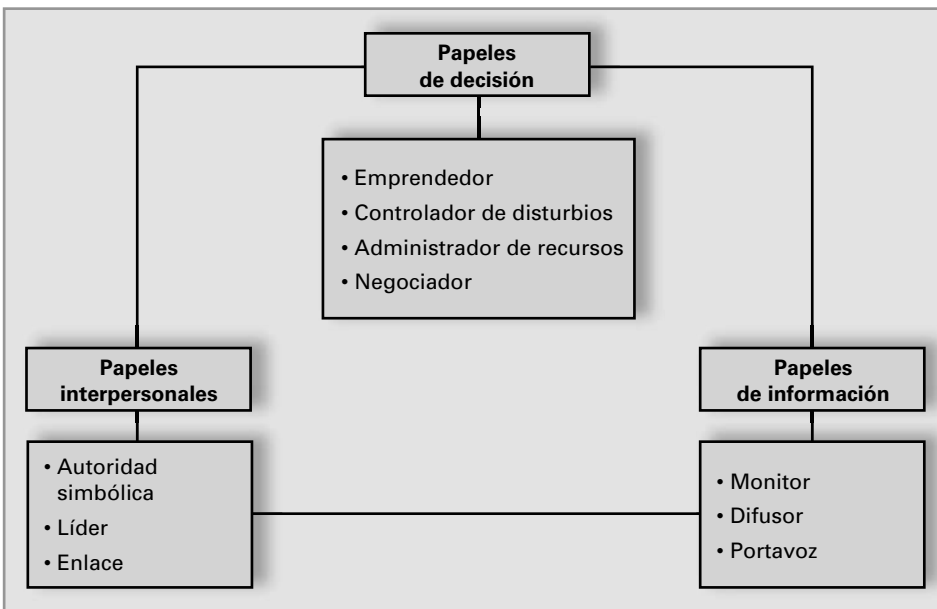 Papeles
de decisión
• Emprendedor
• Controlador de disturbios
• Administrador de recursos
• Negociador
Papeles
interpersonales
• Autoridad
simbólica
• Líder
• Enlace
Papeles
de información
• Monitor
• Difusor
• Portavoz